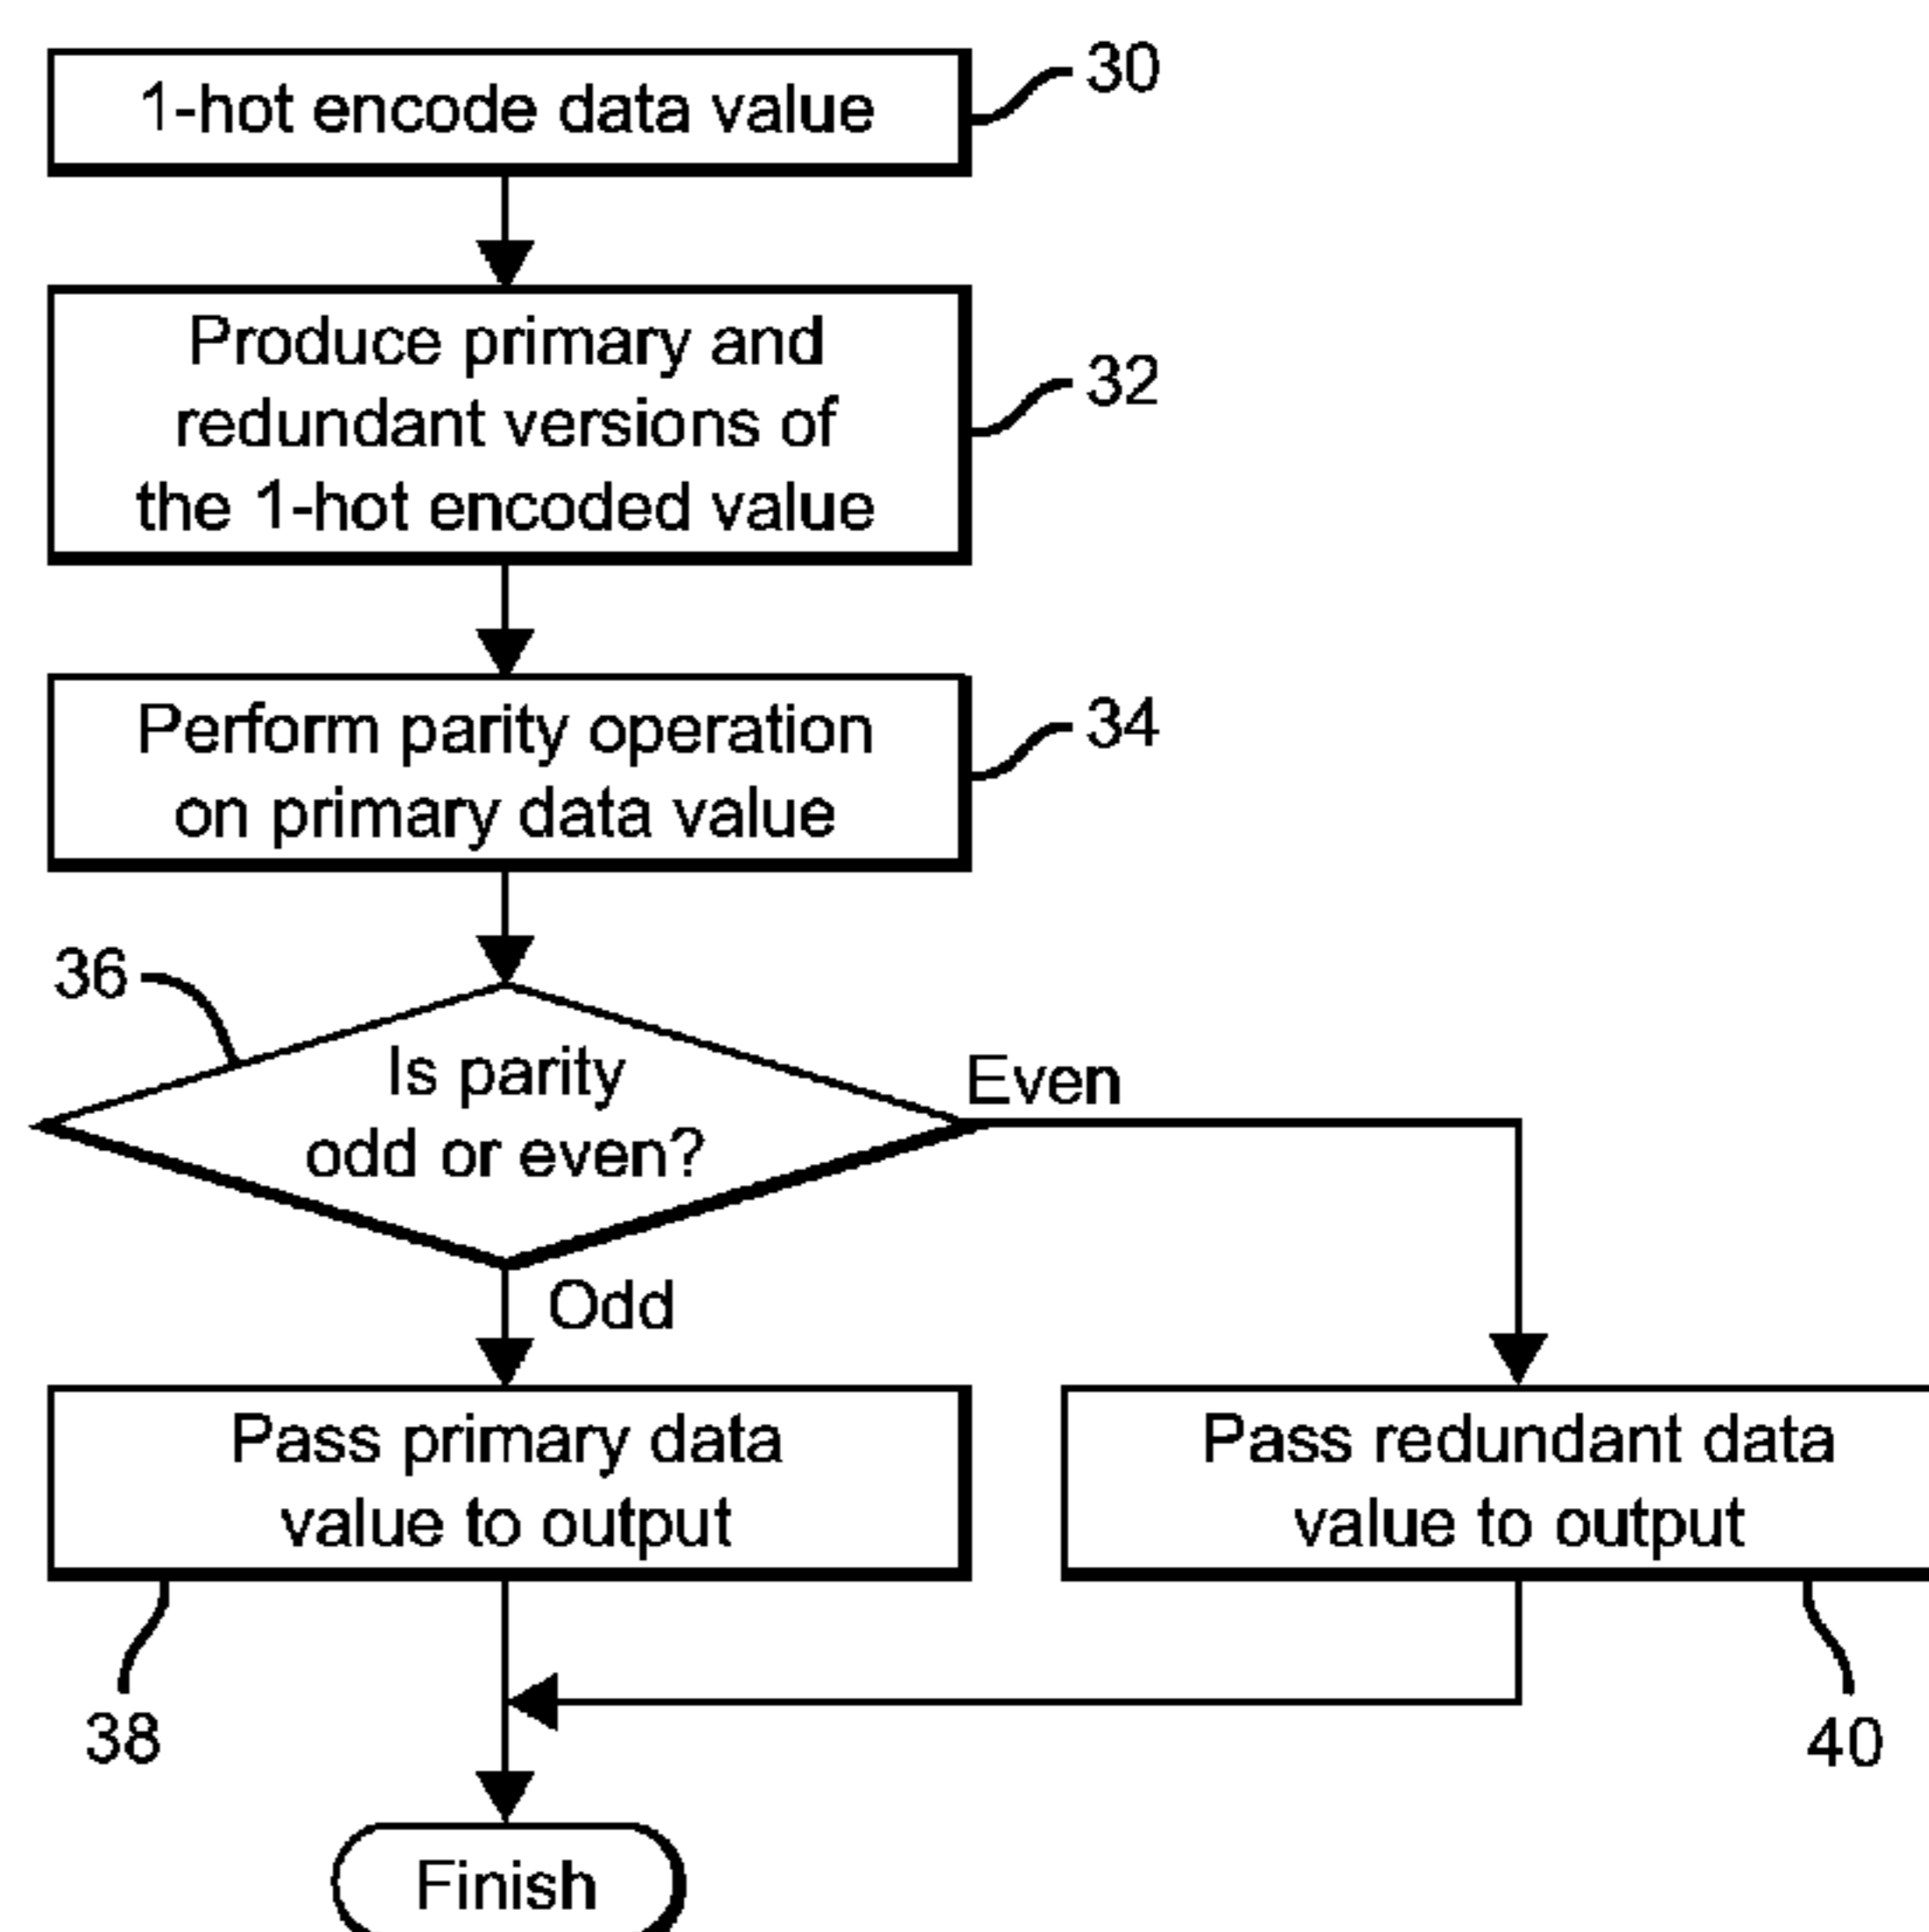 1-hot encode data value
30
Produce primary and
redundant versions of
the 1-hot encoded value
32
Perform parity operation
on primary data value
34
36
Is parity
odd or even?
Even
Odd
Pass primary data
value to output
Pass redundant data
value to output
38
40
Finish